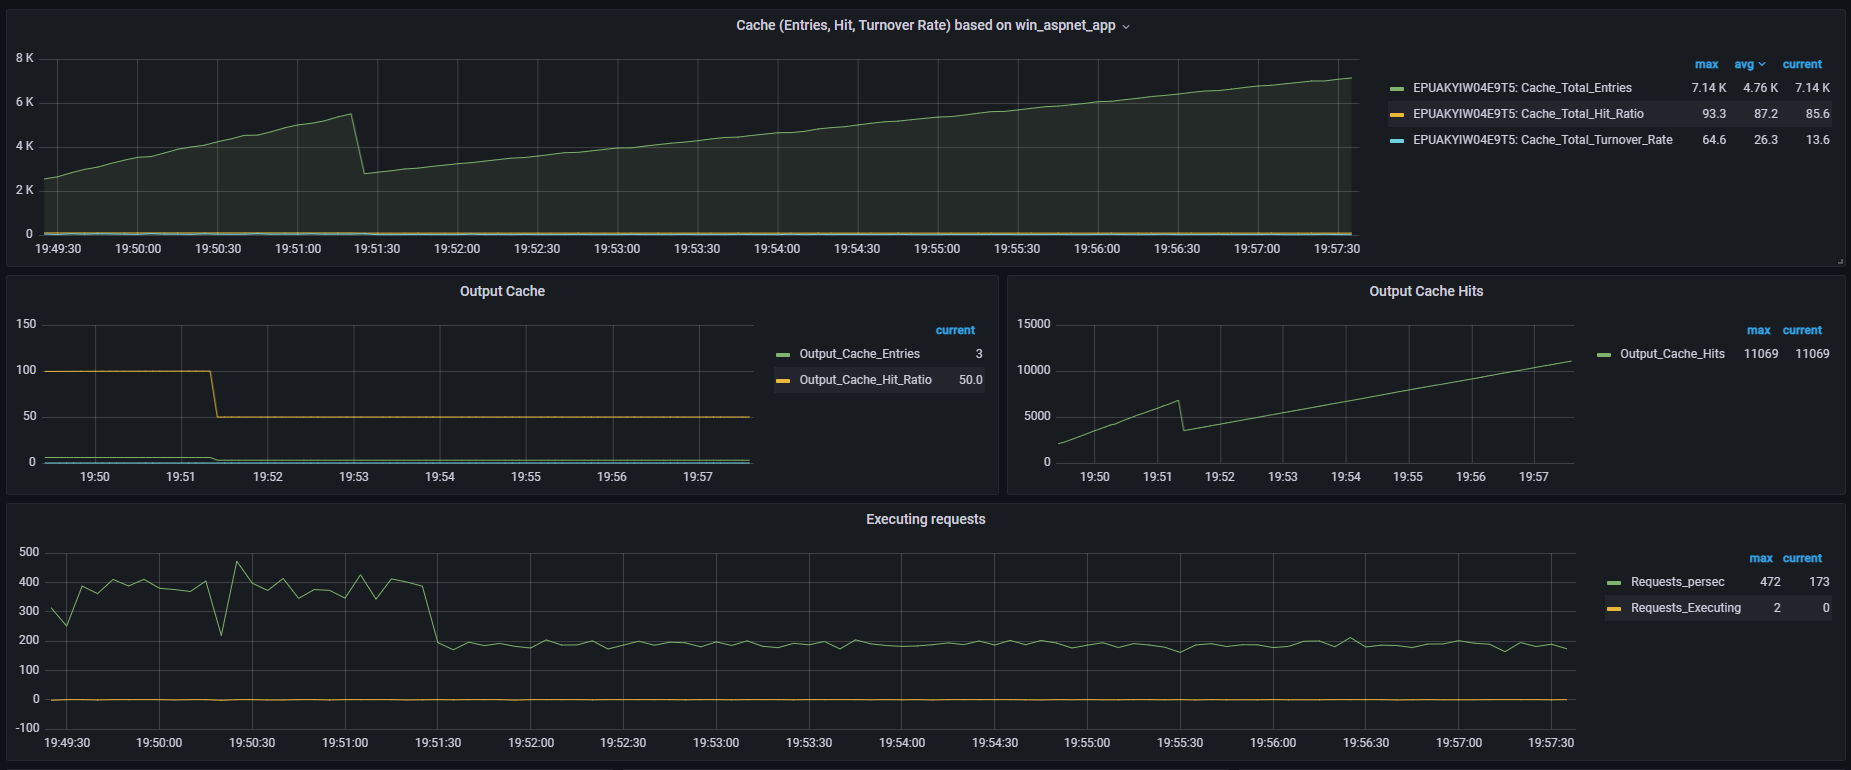 Cache (Entries, Hit, Turnover Rate) based on win_aspnet_app
8 K
6 K
4 K
2 K
0
19:49:30 19:50:00 19:50:30 19:51:00 19:51:30 19:52:00 19:52:30 19:53:00 19:53:30 19:54:00 19:54:30 19:55:00 19:55:30 19:56:00 19:56:30 19:57:00 19:57:30
max avg current
EPUAKYIW04E9T5: Cache_Total_Entries 7.14 K 4.76 K 7.14 K
EPUAKYIW04E9T5: Cache_Total_Hit_Ratio 93.3 87.2 85.6
EPUAKYIW04E9T5: Cache_Total_Turnover_Rate 64.6 26.3 13.6
Output Cache
150
100
50
0
19:50 19:51 19:52 19:53 19:54 19:55 19:56 19:57
current
Output_Cache_Entries 3
Output_Cache_Hit_Ratio 50.0
Output Cache Hits
15000
10000
5000
0
19:50 19:51 19:52 19:53 19:54 19:55 19:56 19:57
max current
Output_Cache_Hits 11069 11069
Executing requests
500
400
300
200
100
0
-100
19:49:30 19:50:00 19:50:30 19:51:00 19:51:30 19:52:00 19:52:30 19:53:00 19:53:30 19:54:00 19:54:30 19:55:00 19:55:30 19:56:00 19:56:30 19:57:00 19:57:30
max current
Requests_persec 472 173
Requests_Executing 2 0